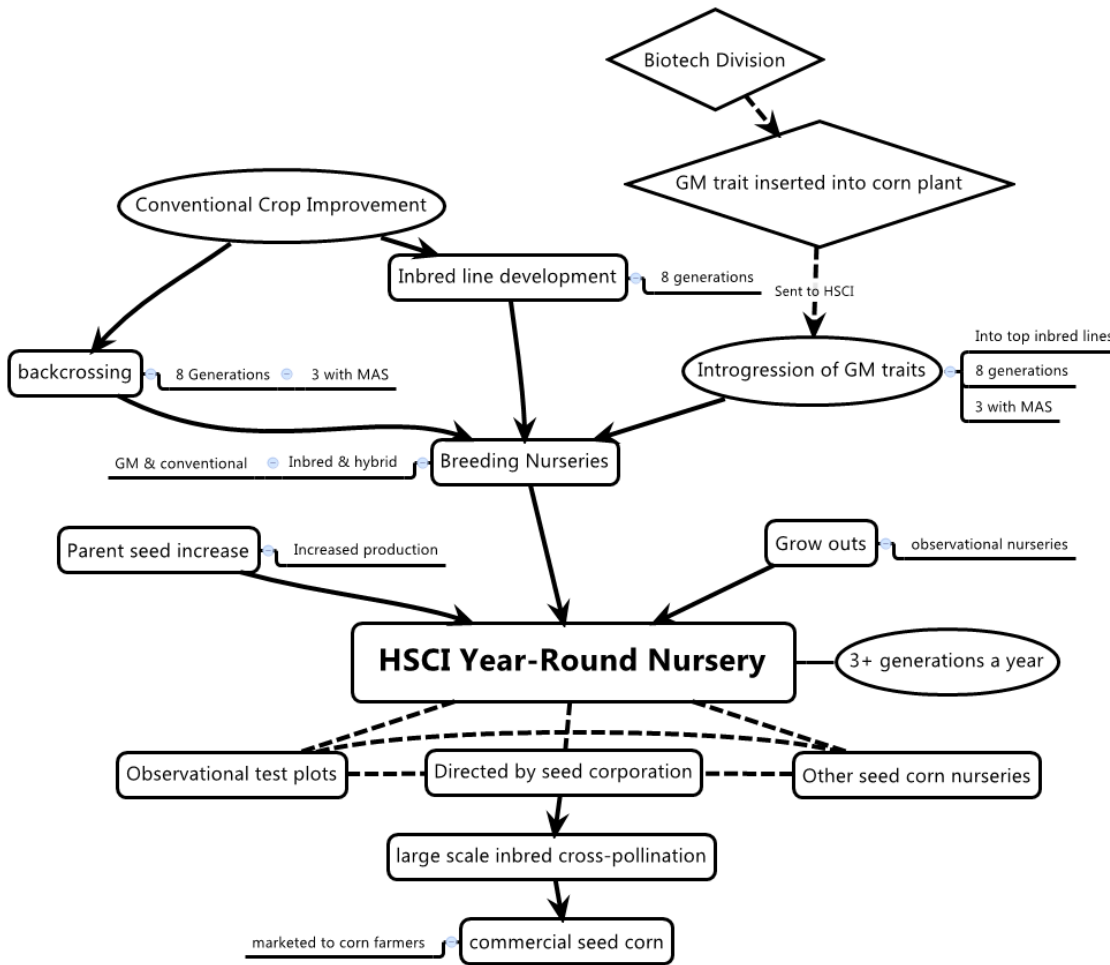 Biotech Division
GM trait inserted into corn plant
Conventional Crop Improvement
Inbred line development
8 generations
Sent to HSCI
backcrossing
8 Generations
3 with MAS
Introgression of GM traits
Into top inbred lines
8 generations
3 with MAS
GM & conventional
Inbred & hybrid
Breeding Nurseries
Parent seed increase
Increased production
Grow outs
observational nurseries
HSCI Year-Round Nursery
3+ generations a year
Observational test plots
Directed by seed corporation
Other seed corn nurseries
large scale inbred cross-pollination
marketed to corn farmers
commercial seed corn